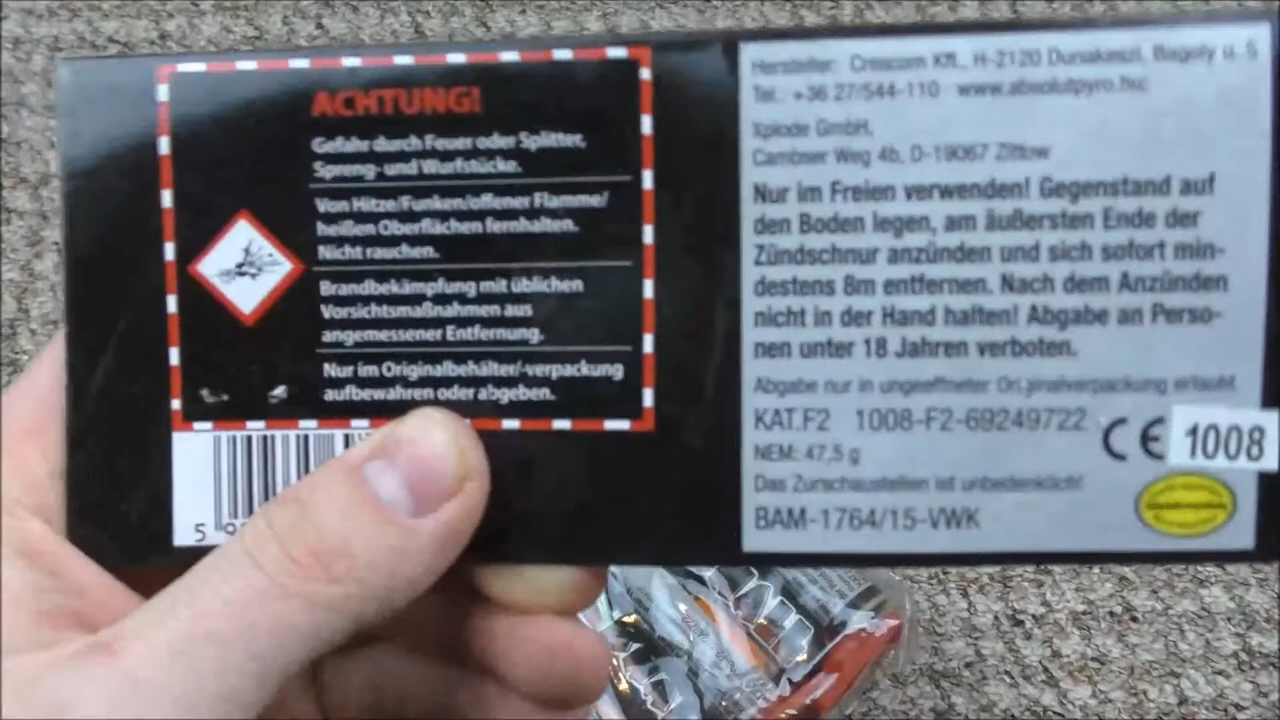 ACHTUNG!
Gefahr durch Feuer oder Splitter,
Spreng- und Wurfstücke.
Von Hitze/Funken/offener Flamme/
heißen Oberflächen fernhalten.
Nicht rauchen.
Brandbekämpfung mit üblichen
Vorsichtsmaßnahmen aus
angemessener Entfernung.
Nur im Originalbehälter/-verpackung
aufbewahren oder abgeben.
5
Hersteller: Crescom Kft., H-2120 Dunakeszi, Bagoly u. 5
Tel.: +36 27/544-110 www.absolutpyro.hu
Xplode GmbH,
Cambser Weg 4b, D-19067 Zittow
Nur im Freien verwenden! Gegenstand auf
den Boden legen, am äußersten Ende der
Zündschnur anzünden und sich sofort min-
destens 8m entfernen. Nach dem Anzünden
nicht in der Hand halten! Abgabe an Perso-
nen unter 18 Jahren verboten.
Abgabe nur in ungeöffneter Originalverpackung erlaubt
KAT.F2 1008-F2-69249722
CE 1008
NEM: 47,5 g
Das Zurschaustellen ist unbedenklich!
BAM-1764/15-VWK